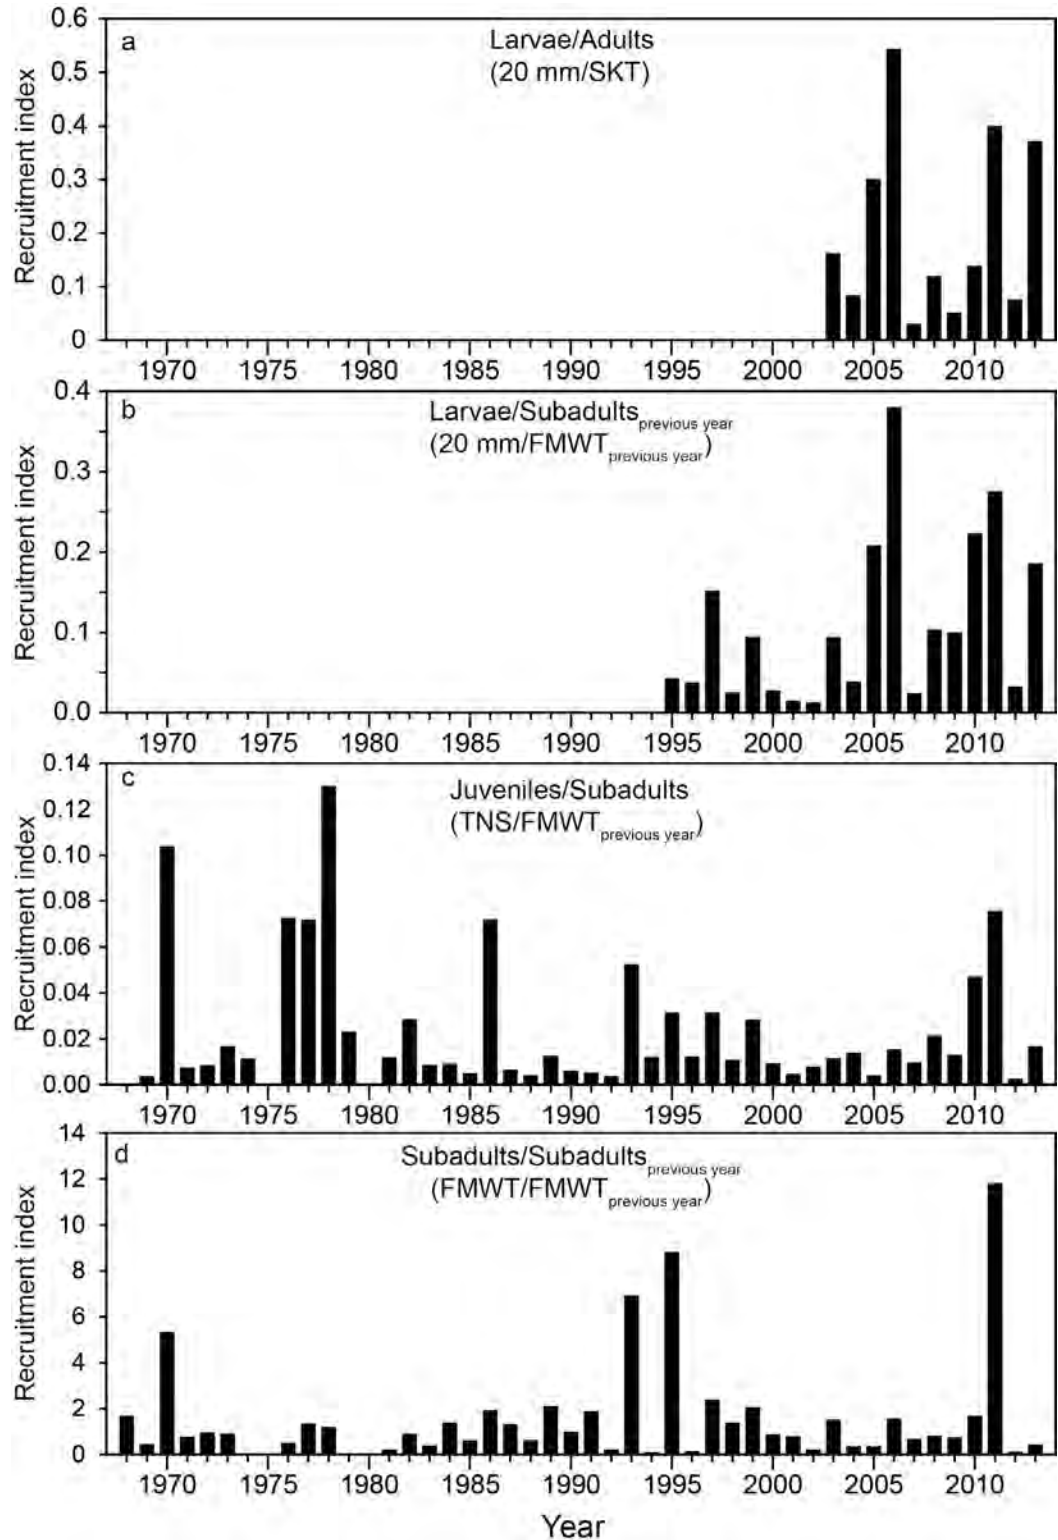 a
Larvae/Adults
(20 mm/SKT)
Recruitment index
0.6
0.5
0.4
0.3
0.2
0.1
0
1970 1975 1980 1985 1990 1995 2000 2005 2010
b
Larvae/Subadults previous year
(20 mm/FMWT previous year)
Recruitment index
0.4
0.3
0.2
0.1
0.0
1970 1975 1980 1985 1990 1995 2000 2005 2010
c
Juveniles/Subadults
(TNS/FMWT previous year)
Recruitment index
0.14
0.12
0.10
0.08
0.06
0.04
0.02
0.00
1970 1975 1980 1985 1990 1995 2000 2005 2010
d
Subadults/Subadults previous year
(FMWT/FMWT previous year)
Recruitment index
14
12
10
8
6
4
2
0
1970 1975 1980 1985 1990 1995 2000 2005 2010
Year